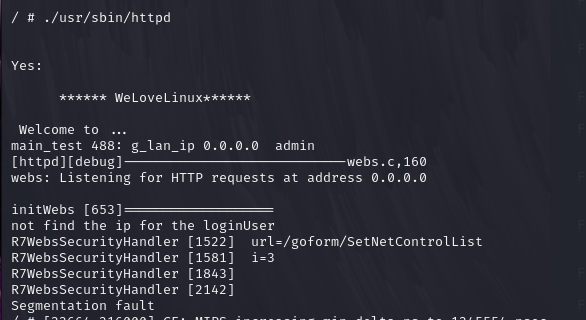 / # ./usr/sbin/httpd
Yes:
****** WeLoveLinux******
Welcome to ...
main_test 488: g_lan_ip 0.0.0.0  admin
[httpd][debug]----------------------------webs.c,160
webs: Listening for HTTP requests at address 0.0.0.0
initWebs [653]===================
not find the ip for the loginUser
R7WebsSecurityHandler [1522]  url=/goform/SetNetControlList
R7WebsSecurityHandler [1581]  i=3
R7WebsSecurityHandler [1843]
R7WebsSecurityHandler [2142]
Segmentation fault